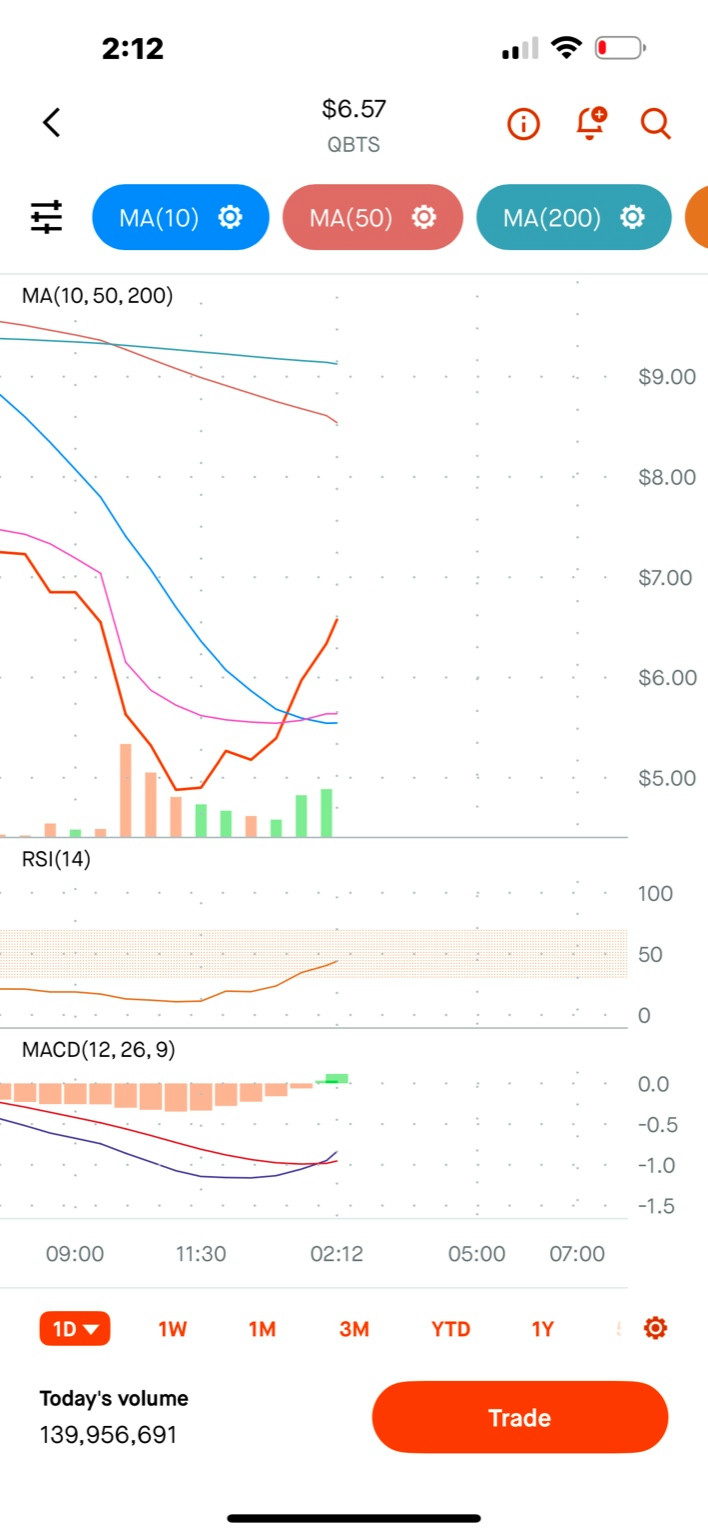 2:12
$6.57
QBTS
MA(10)
MA(50)
MA(200)
MA(10, 50, 200)
$9.00
$8.00
$7.00
$6.00
$5.00
RSI(14)
100
50
0
MACD(12, 26, 9)
0.0
-0.5
-1.0
-1.5
09:00 11:30 02:12 05:00 07:00
1D 1W 1M 3M YTD 1Y
Today's volume
139,956,691
Trade